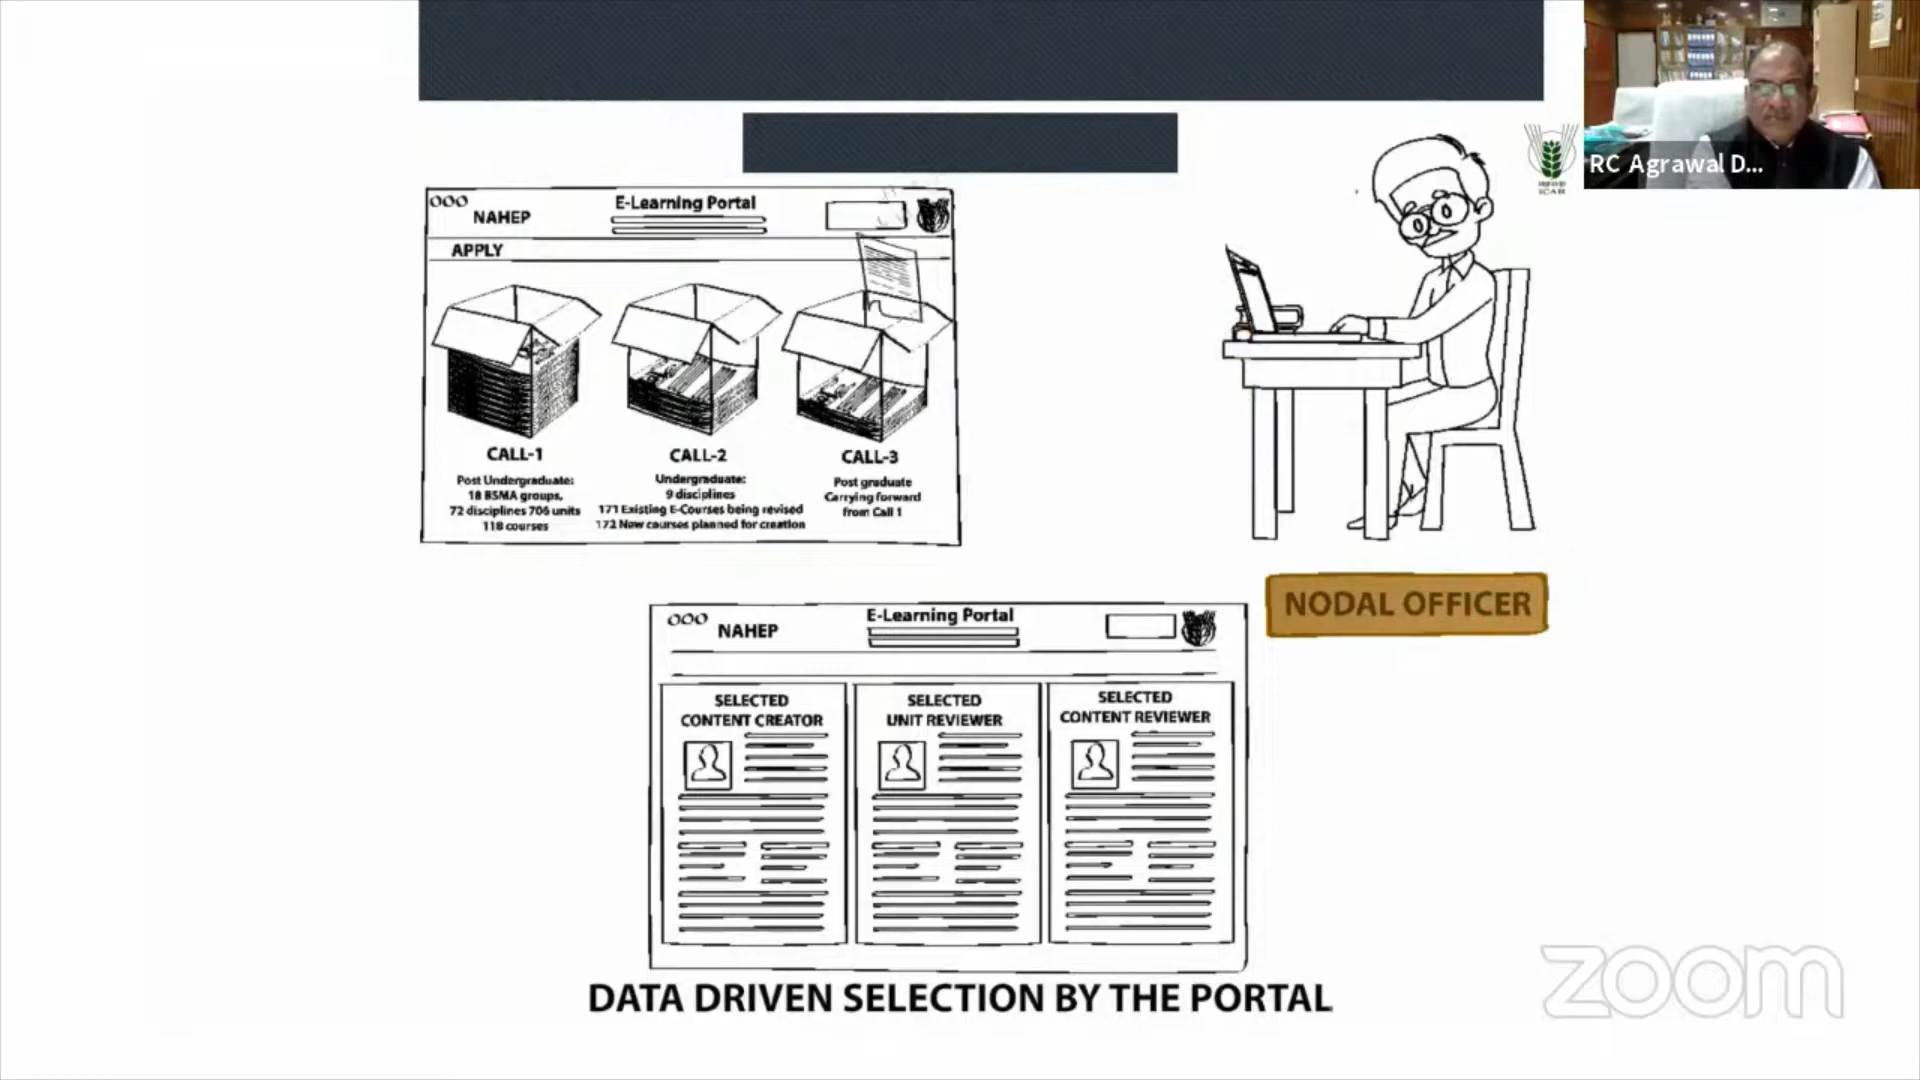 RC Agrawal D...
ICAR
NAHEP
E-Learning Portal
APPLY
CALL-1
Post Undergraduate:
18 BSMA groups,
72 disciplines 706 units
118 courses
CALL-2
Undergraduate:
9 disciplines
171 Existing E-Courses being revised
172 New courses planned for creation
CALL-3
Post graduate
Carrying forward
from Call 1
NODAL OFFICER
NAHEP
E-Learning Portal
SELECTED
CONTENT CREATOR
SELECTED
UNIT REVIEWER
SELECTED
CONTENT REVIEWER
DATA DRIVEN SELECTION BY THE PORTAL
zoom